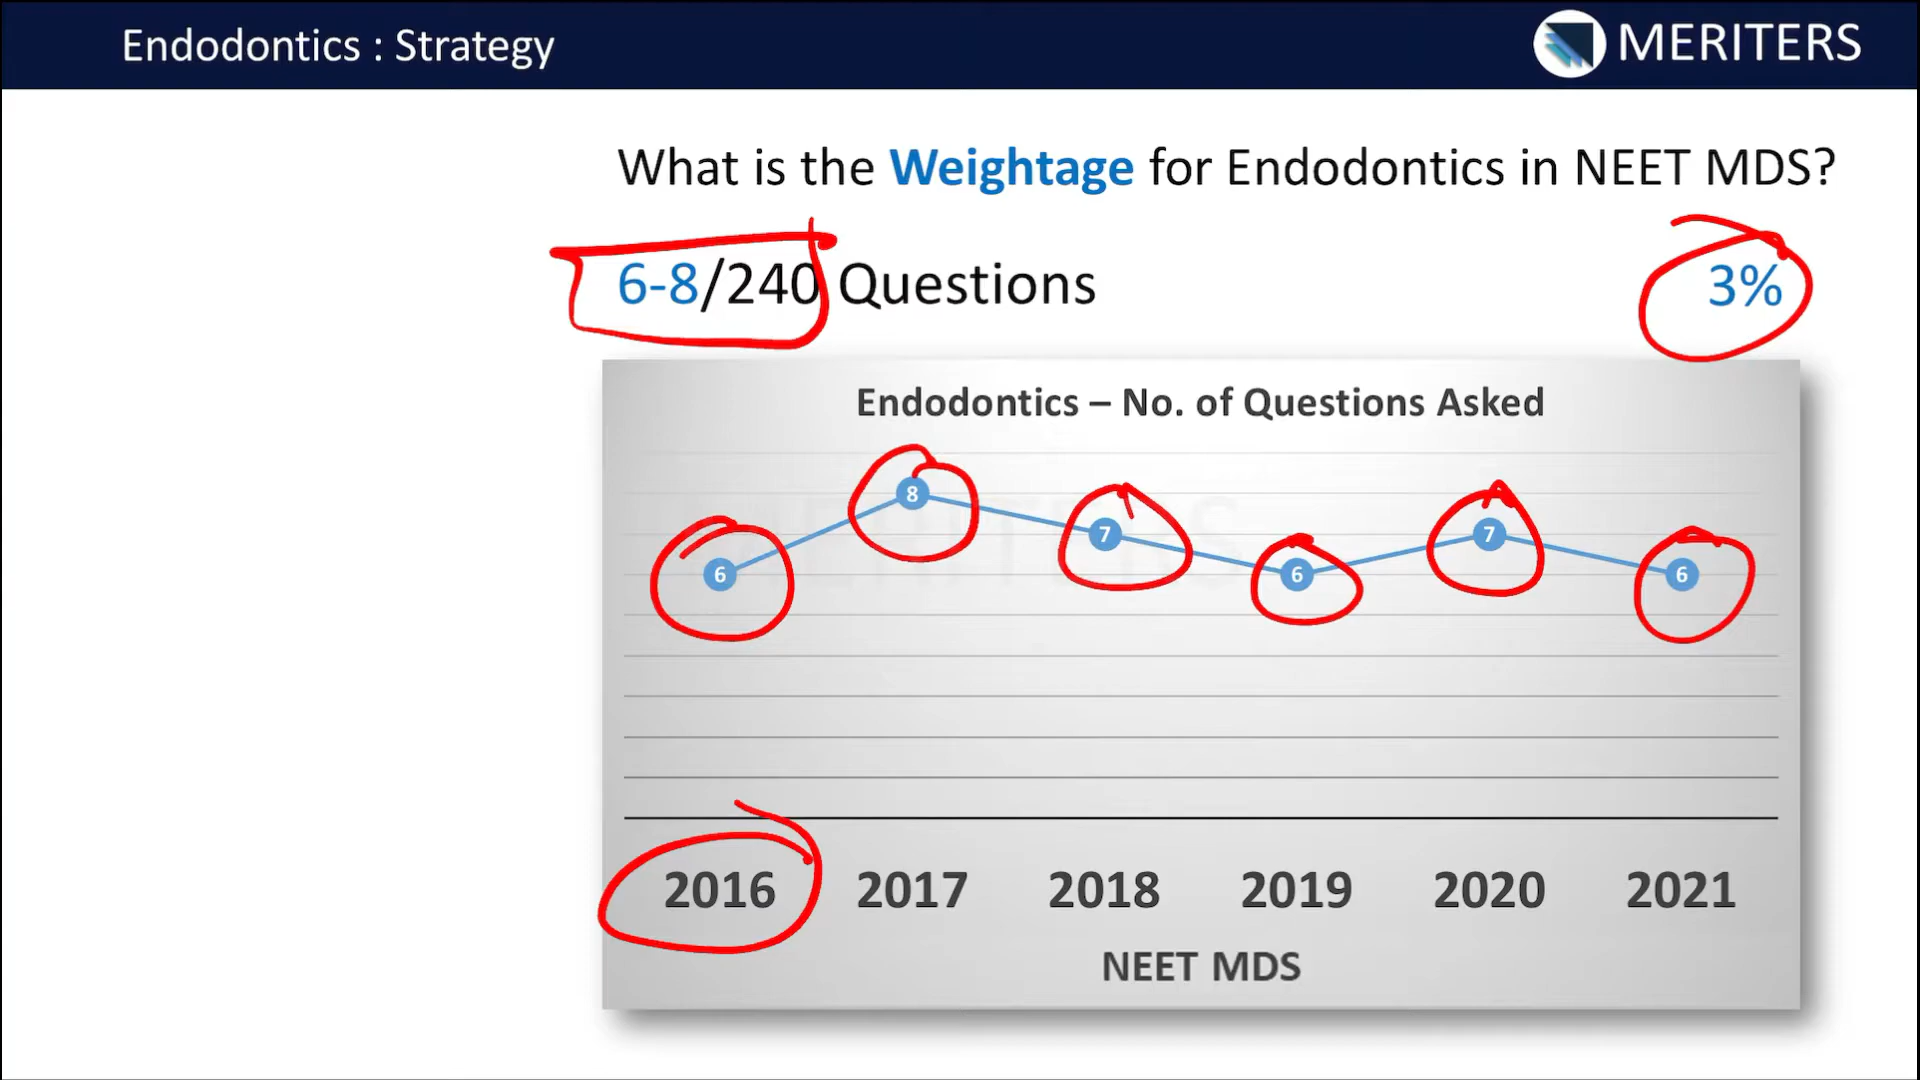 Endodontics : Strategy
MERITERS
What is the Weightage for Endodontics in NEET MDS?
6-8/240 Questions
3%
Endodontics – No. of Questions Asked
6 8 7 6 7 6
2016 2017 2018 2019 2020 2021
NEET MDS